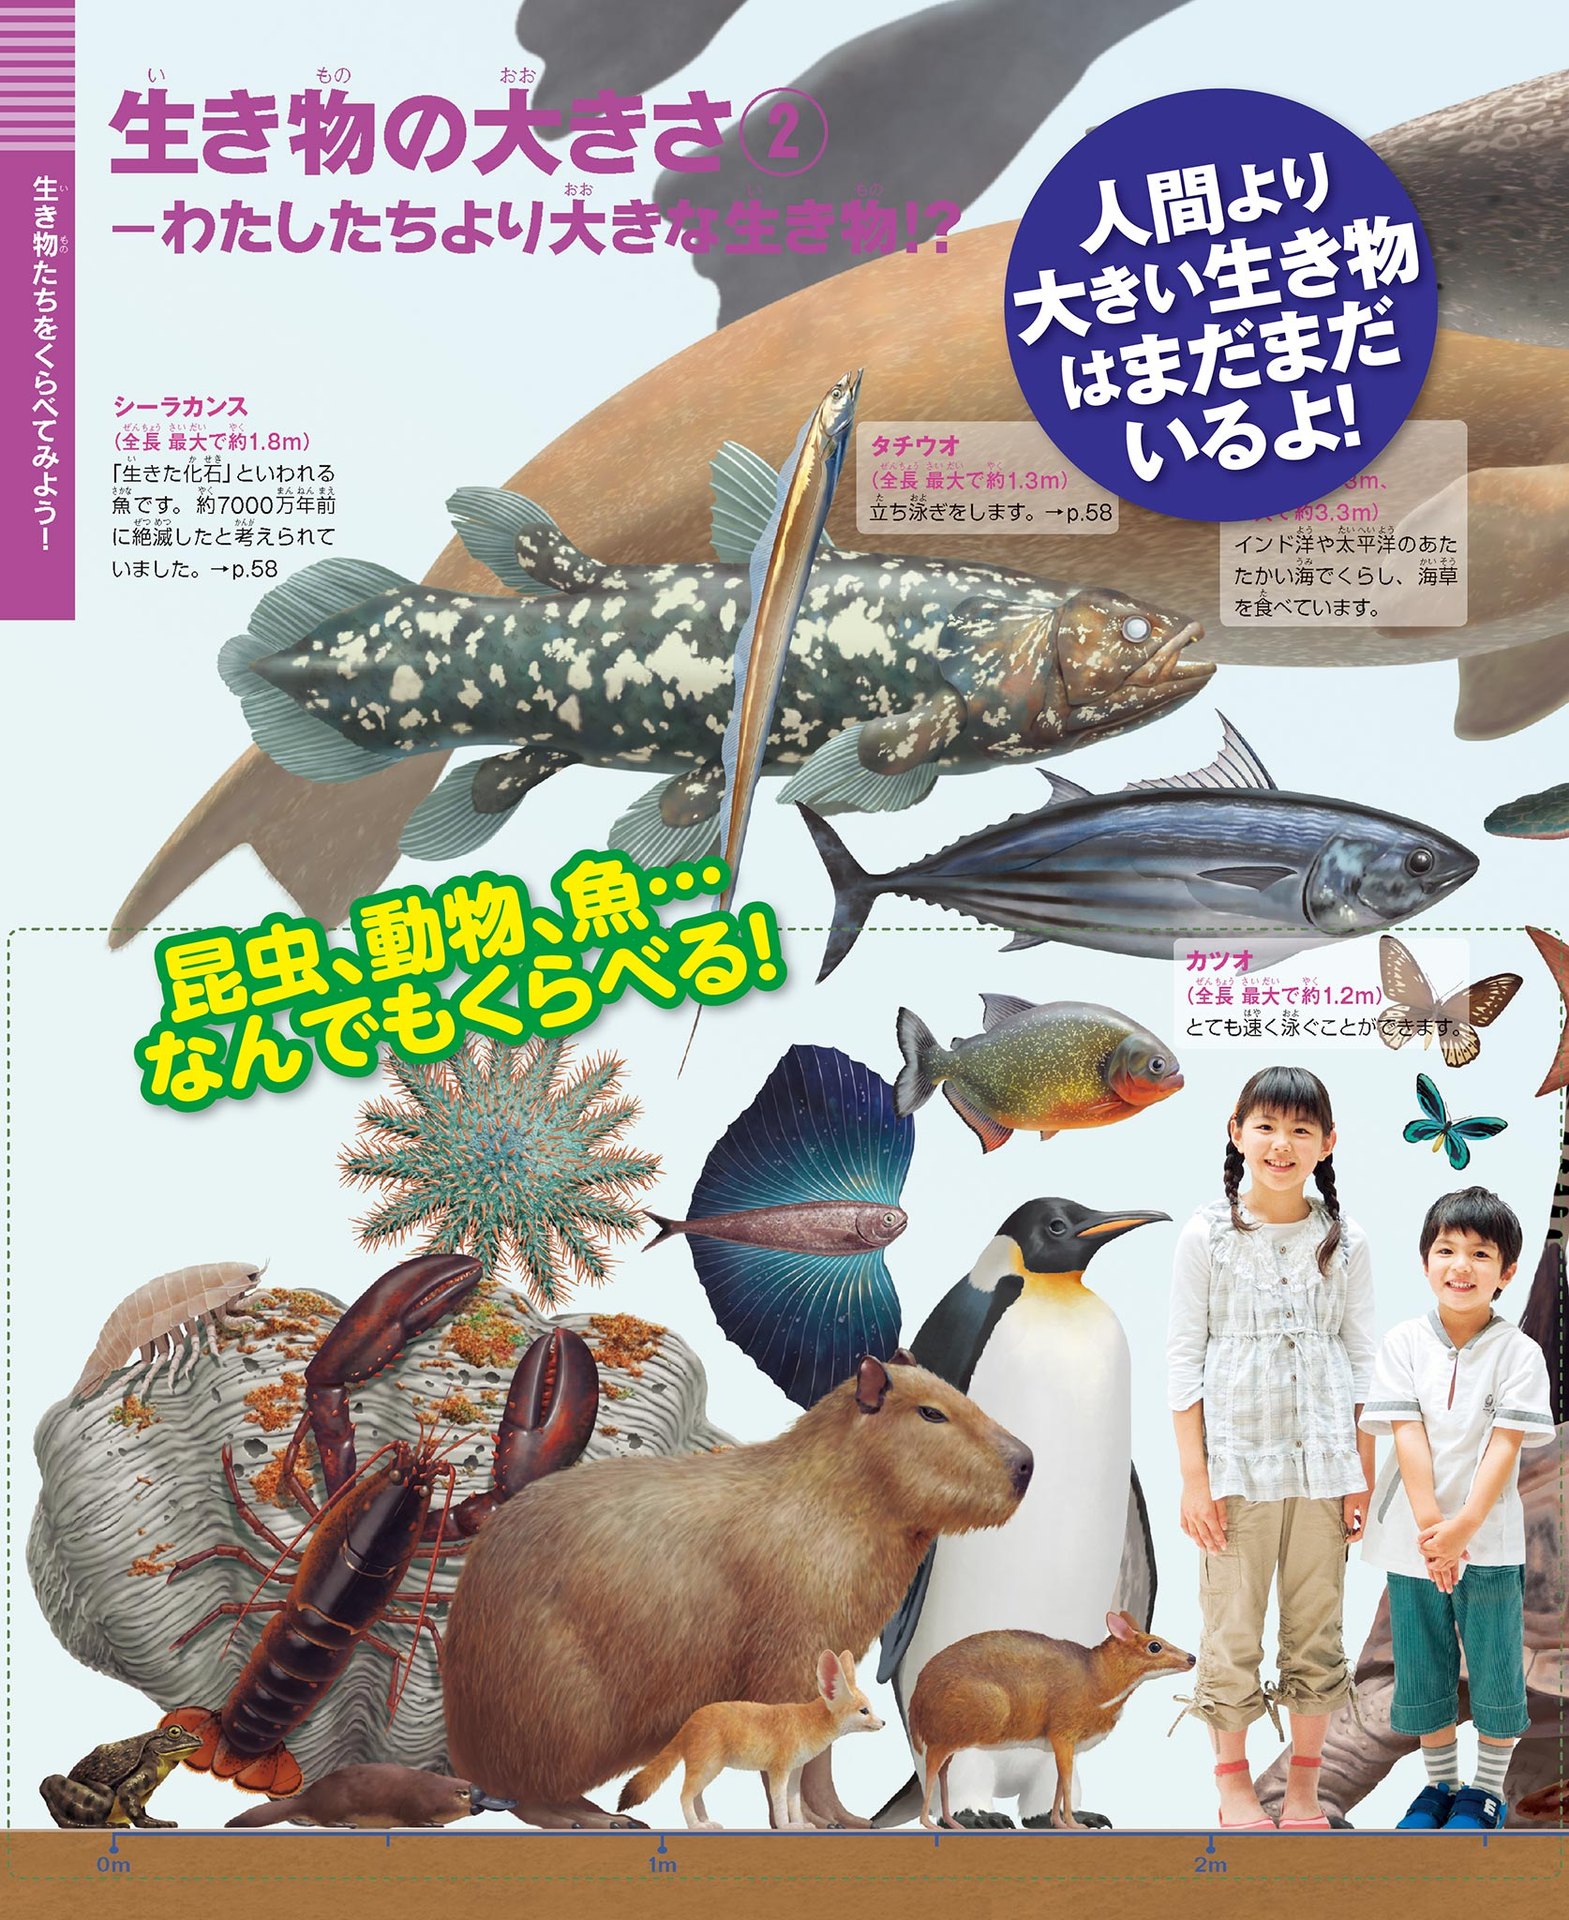 生き物たちをくらべてみよう!
生き物の大きさ②
−わたしたちより大きな生き物!?
人間より
大きい生き物
はまだまだ
いるよ!
シーラカンス
(全長 最大で約1.8m)
「生きた化石」といわれる
魚です。約7000万年前
に絶滅したと考えられて
いました。→p.58
タチウオ
(全長 最大で約1.3m)
立ち泳ぎをします。→p.58
3m、
約3.3m)
インド洋や太平洋のあた
たかい海でくらし、海草
を食べています。
昆虫、動物、魚…
なんでもくらべる!
カツオ
(全長 最大で約1.2m)
とても速く泳ぐことができます。
0m
1m
2m